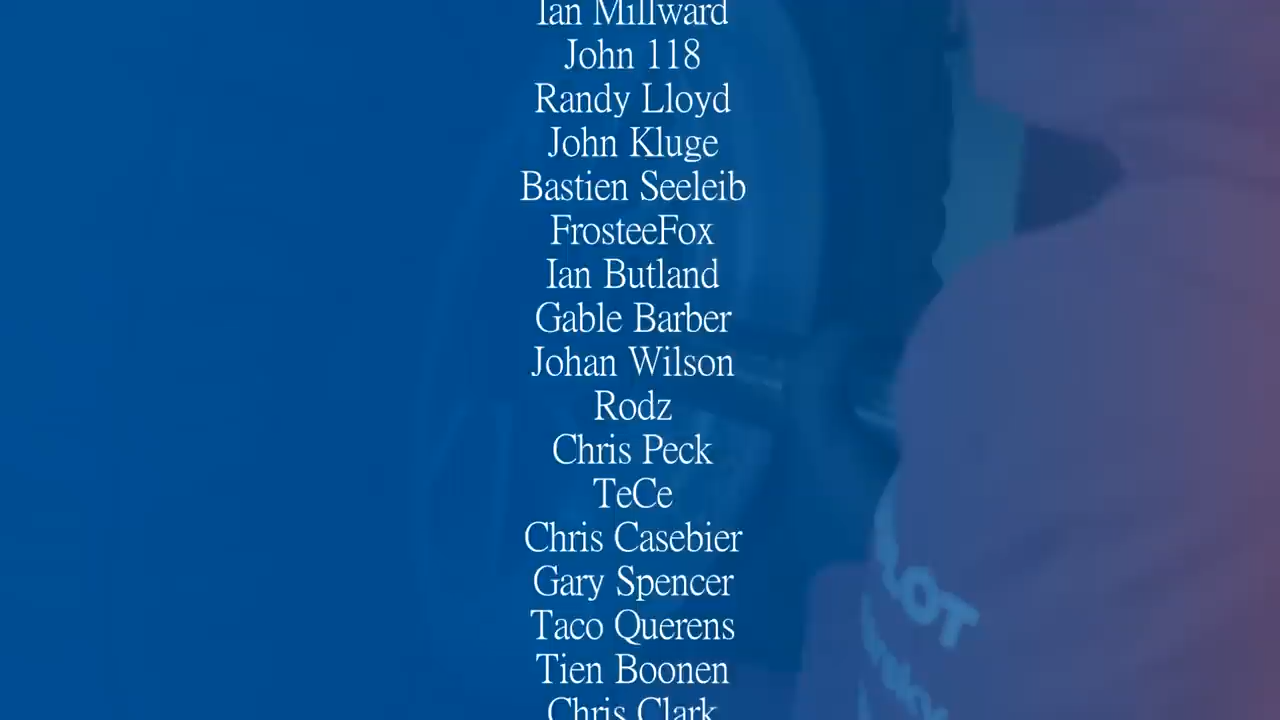 Ian Millward
John 118
Randy Lloyd
John Kluge
Bastien Seeleib
FrosteeFox
Ian Butland
Gable Barber
Johan Wilson
Rodz
Chris Peck
TeCe
Chris Casebier
Gary Spencer
Taco Querens
Tien Boonen
Chris Clark